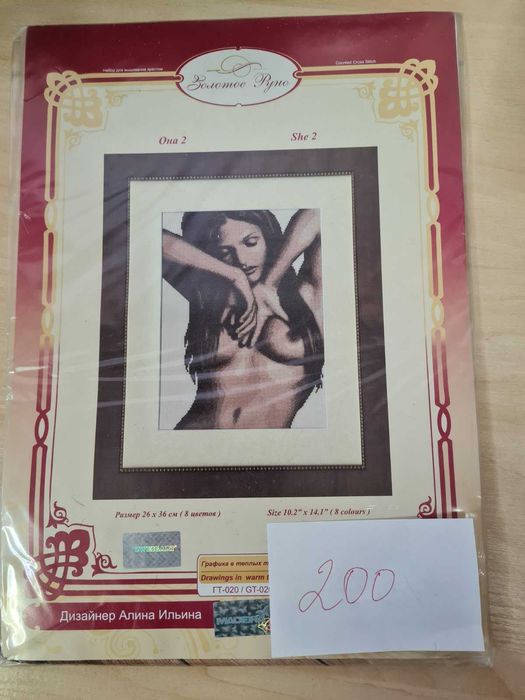 Набор для вышивания крестом
Counted Cross Stitch
Золотое Руно
Она 2
She 2
Размер 26 х 36 см ( 8 цветов )
Size 10.2" x 14.1" ( 8 colours )
ZWEIGART
Графика в теплых
Drawings in warm
ГТ-020 / GT-02
200
Дизайнер Алина Ильина
MADEIRA